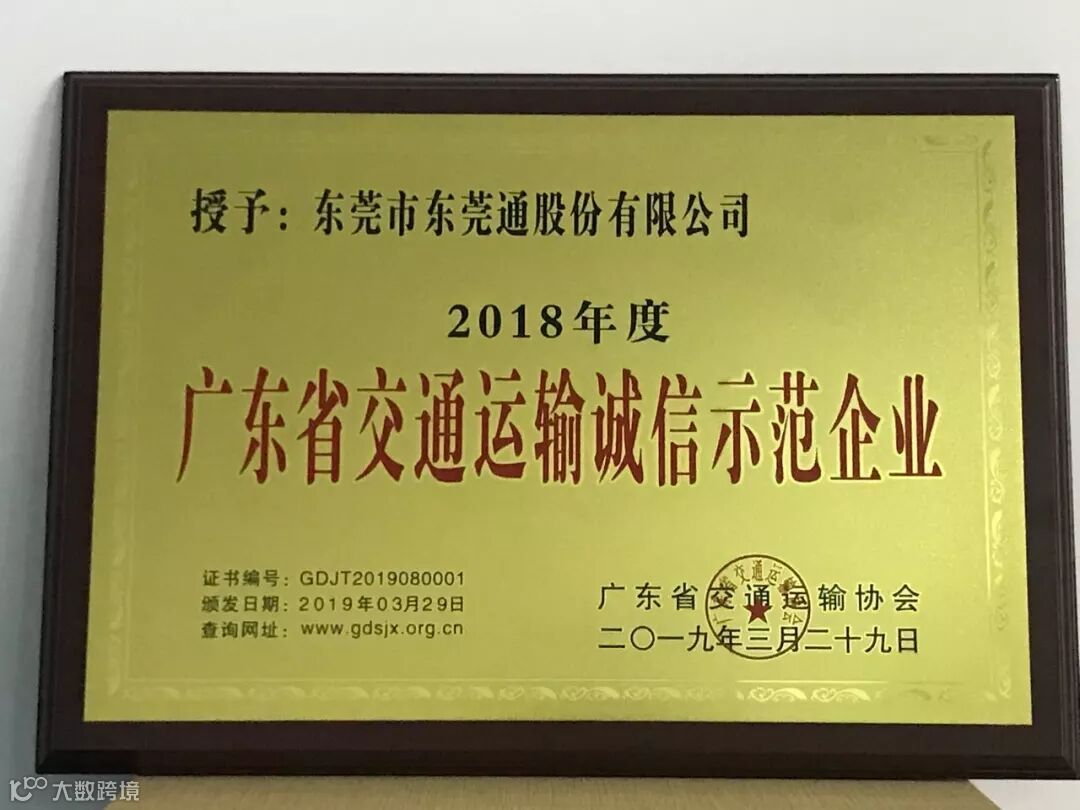 授予：东莞市东莞通股份有限公司
2018年度
广东省交通运输诚信示范企业
证书编号：GDJT2019080001
颁发日期：2019年03月29日
查询网址：www.gdsjx.org.cn
广东省交通运输协会
二〇一九年三月二十九日
大数跨境